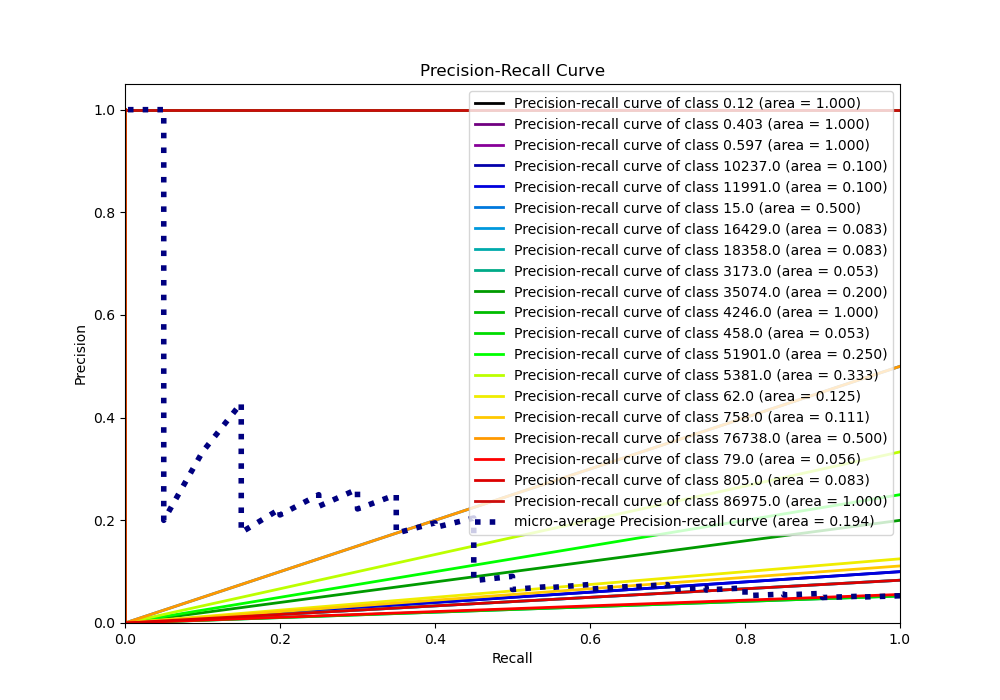 Precision-Recall Curve
Precision-recall curve of class 0.12 (area = 1.000)
Precision-recall curve of class 0.403 (area = 1.000)
Precision-recall curve of class 0.597 (area = 1.000)
Precision-recall curve of class 10237.0 (area = 0.100)
Precision-recall curve of class 11991.0 (area = 0.100)
Precision-recall curve of class 15.0 (area = 0.500)
Precision-recall curve of class 16429.0 (area = 0.083)
Precision-recall curve of class 18358.0 (area = 0.083)
Precision-recall curve of class 3173.0 (area = 0.053)
Precision-recall curve of class 35074.0 (area = 0.200)
Precision-recall curve of class 4246.0 (area = 1.000)
Precision-recall curve of class 458.0 (area = 0.053)
Precision-recall curve of class 51901.0 (area = 0.250)
Precision-recall curve of class 5381.0 (area = 0.333)
Precision-recall curve of class 62.0 (area = 0.125)
Precision-recall curve of class 758.0 (area = 0.111)
Precision-recall curve of class 76738.0 (area = 0.500)
Precision-recall curve of class 79.0 (area = 0.056)
Precision-recall curve of class 805.0 (area = 0.083)
Precision-recall curve of class 86975.0 (area = 1.000)
micro-average Precision-recall curve (area = 0.194)
1.0
0.8
0.6
0.4
0.2
0.0
Precision
0.0 0.2 0.4 0.6 0.8 1.0
Recall